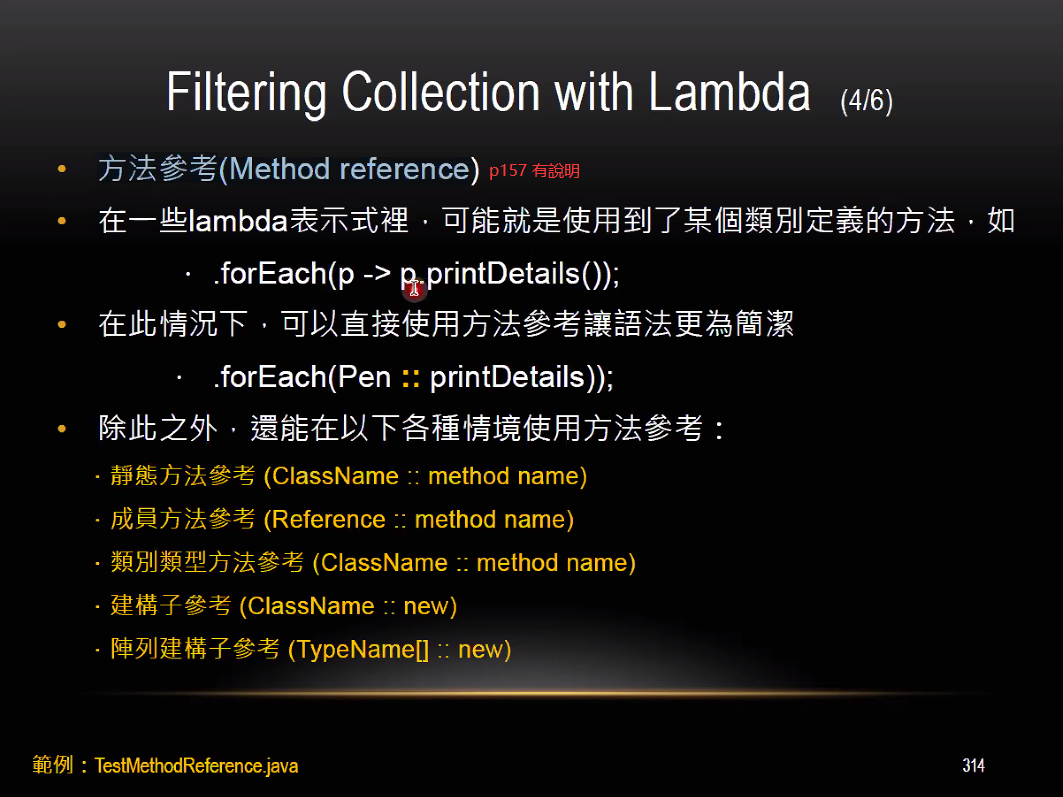 Filtering Collection with Lambda (4/6)
• 方法參考(Method reference) p157 有說明
• 在一些lambda表示式裡，可能就是使用到了某個類別定義的方法，如
· .forEach(p -> p.printDetails());
• 在此情況下，可以直接使用方法參考讓語法更為簡潔
· .forEach(Pen :: printDetails));
• 除此之外，還能在以下各種情境使用方法參考：
· 靜態方法參考 (ClassName :: method name)
· 成員方法參考 (Reference :: method name)
· 類別類型方法參考 (ClassName :: method name)
· 建構子參考 (ClassName :: new)
· 陣列建構子參考 (TypeName[] :: new)
範例：TestMethodReference.java
314